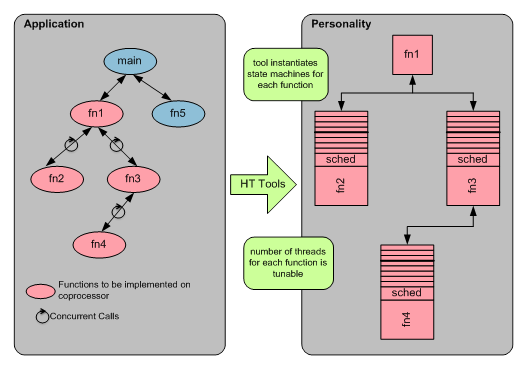 Application
main
fn1
fn5
fn2
fn3
fn4
Functions to be implemented on
coprocessor
Concurrent Calls
HT Tools
Personality
tool instantiates
state machines for
each function
fn1
sched
fn2
sched
fn3
number of threads
for each function is
tunable
sched
fn4